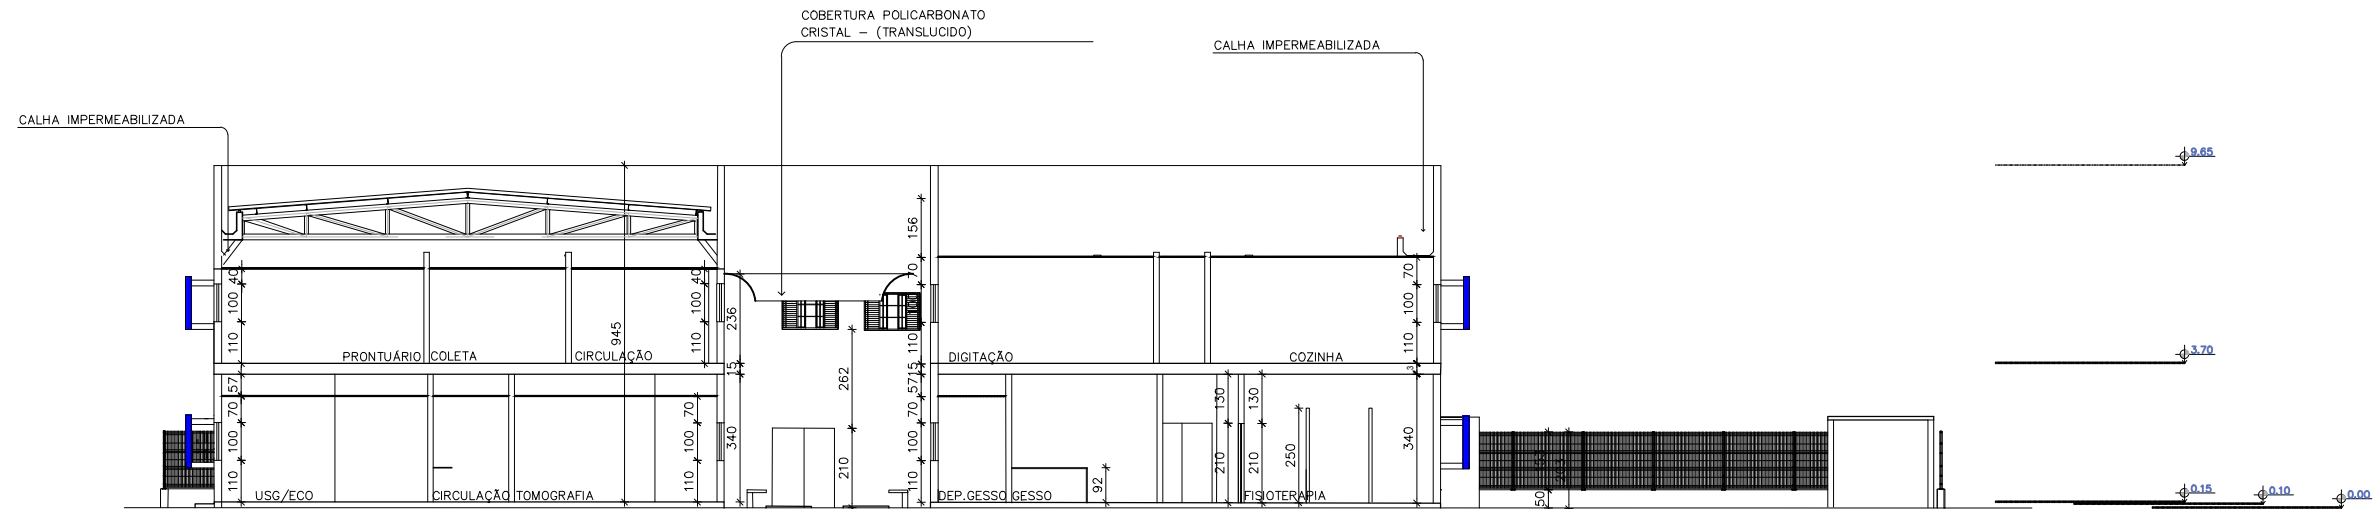 COBERTURA POLICARBONATO
CRISTAL - (TRANSLUCIDO)
CALHA IMPERMEABILIZADA
CALHA IMPERMEABILIZADA
9.65
156
40
40
70
70
100
100
236
100
945
110
110
110
110
262
PRONTUÁRIO
COLETA
CIRCULAÇÃO
DIGITAÇÃO
COZINHA
3.70
15
15
3
57
57
70
70
70
130
130
100
100
340
210
100
210
210
250
340
110
110
110
92
50
USG/ECO
CIRCULAÇÃO
TOMOGRAFIA
DEP.GESSO
GESSO
FISIOTERAPIA
0.15
0.10
0.00